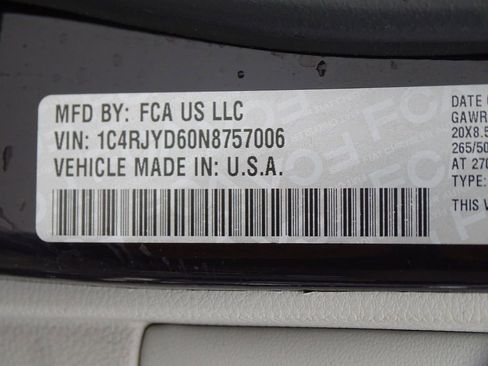 MFD BY: FCA US LLC
VIN: 1C4RJYD60N8757006
VEHICLE MADE IN: U.S.A.
DATE
GAWR
20X8.5
265/50
AT 270
TYPE:
THIS